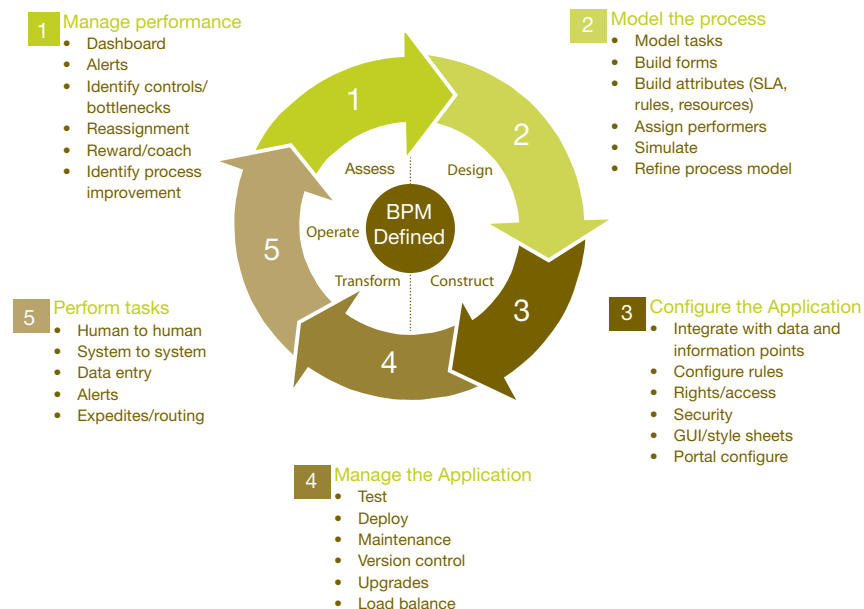 1 Manage performance
• Dashboard
• Alerts
• Identify controls/
bottlenecks
• Reassignment
• Reward/coach
• Identify process
improvement
2 Model the process
• Model tasks
• Build forms
• Build attributes (SLA,
rules, resources)
• Assign performers
• Simulate
• Refine process model
1
2
Assess
Design
BPM
Defined
5
Operate
Transform
Construct
3
4
5 Perform tasks
• Human to human
• System to system
• Data entry
• Alerts
• Expedites/routing
3 Configure the Application
• Integrate with data and
information points
• Configure rules
• Rights/access
• Security
• GUI/style sheets
• Portal configure
4 Manage the Application
• Test
• Deploy
• Maintenance
• Version control
• Upgrades
• Load balance